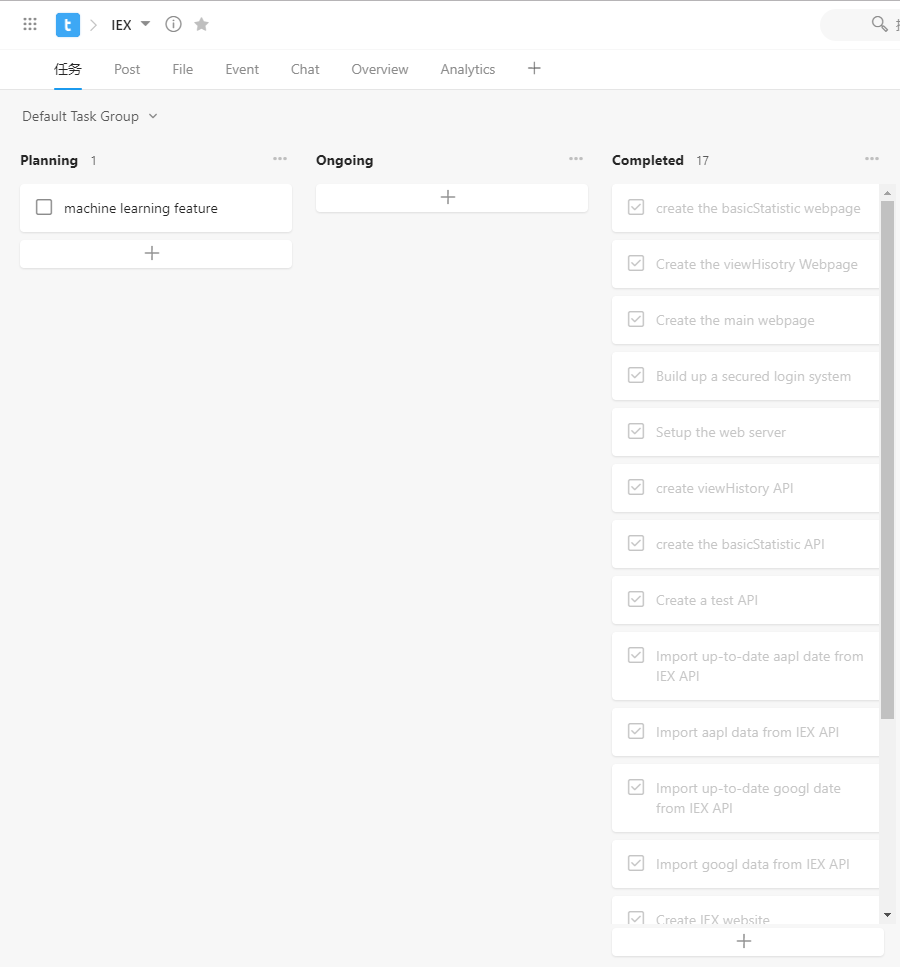 t IEX
任务 Post File Event Chat Overview Analytics
Default Task Group
Planning 1
machine learning feature
Ongoing
Completed 17
create the basicStatistic webpage
Create the viewHisotry Webpage
Create the main webpage
Build up a secured login system
Setup the web server
create viewHistory API
create the basicStatistic API
Create a test API
Import up-to-date aapl date from
IEX API
Import aapl data from IEX API
Import up-to-date googl date
from IEX API
Import googl data from IEX API
Create IEX website